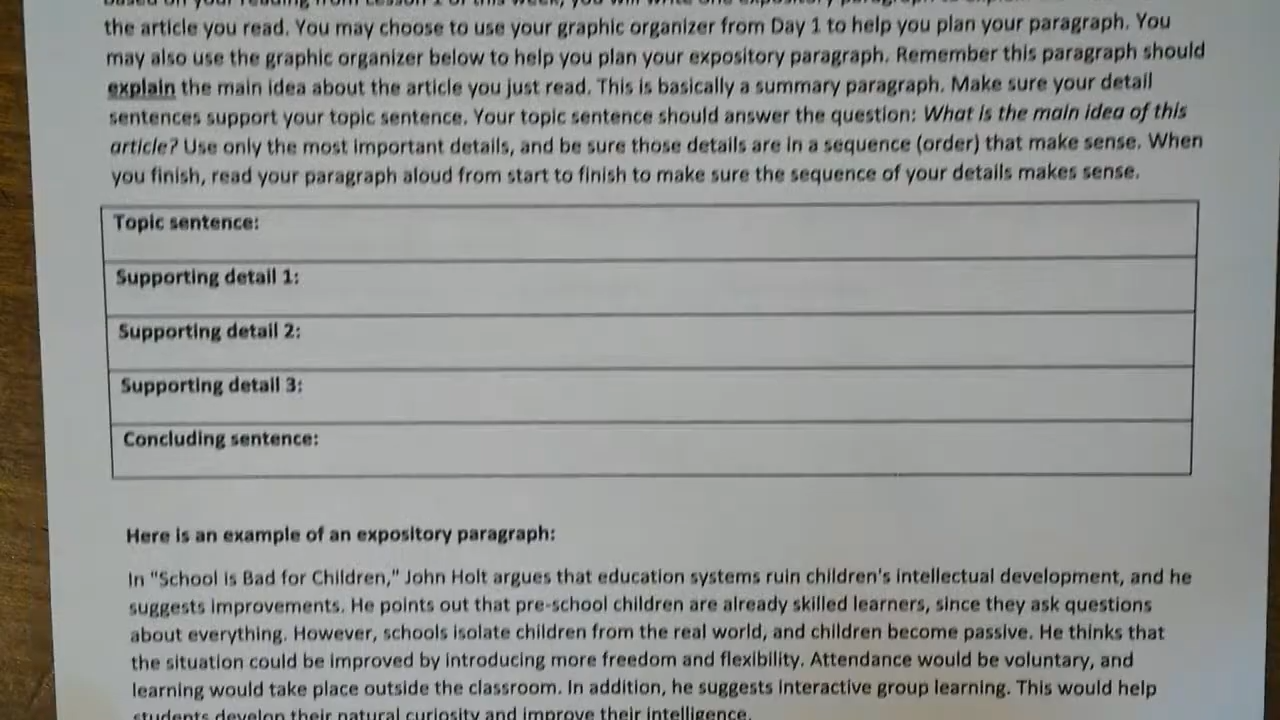 the article you read. You may choose to use your graphic organizer from Day 1 to help you plan your paragraph. You
may also use the graphic organizer below to help you plan your expository paragraph. Remember this paragraph should
explain the main idea about the article you just read. This is basically a summary paragraph. Make sure your detail
sentences support your topic sentence. Your topic sentence should answer the question: What is the main idea of this
article? Use only the most important details, and be sure those details are in a sequence (order) that make sense. When
you finish, read your paragraph aloud from start to finish to make sure the sequence of your details makes sense.
Topic sentence:
Supporting detail 1:
Supporting detail 2:
Supporting detail 3:
Concluding sentence:
Here is an example of an expository paragraph:
In "School is Bad for Children," John Holt argues that education systems ruin children's intellectual development, and he
suggests improvements. He points out that pre-school children are already skilled learners, since they ask questions
about everything. However, schools isolate children from the real world, and children become passive. He thinks that
the situation could be improved by introducing more freedom and flexibility. Attendance would be voluntary, and
learning would take place outside the classroom. In addition, he suggests interactive group learning. This would help
students develop their natural curiosity and improve their intelligence.